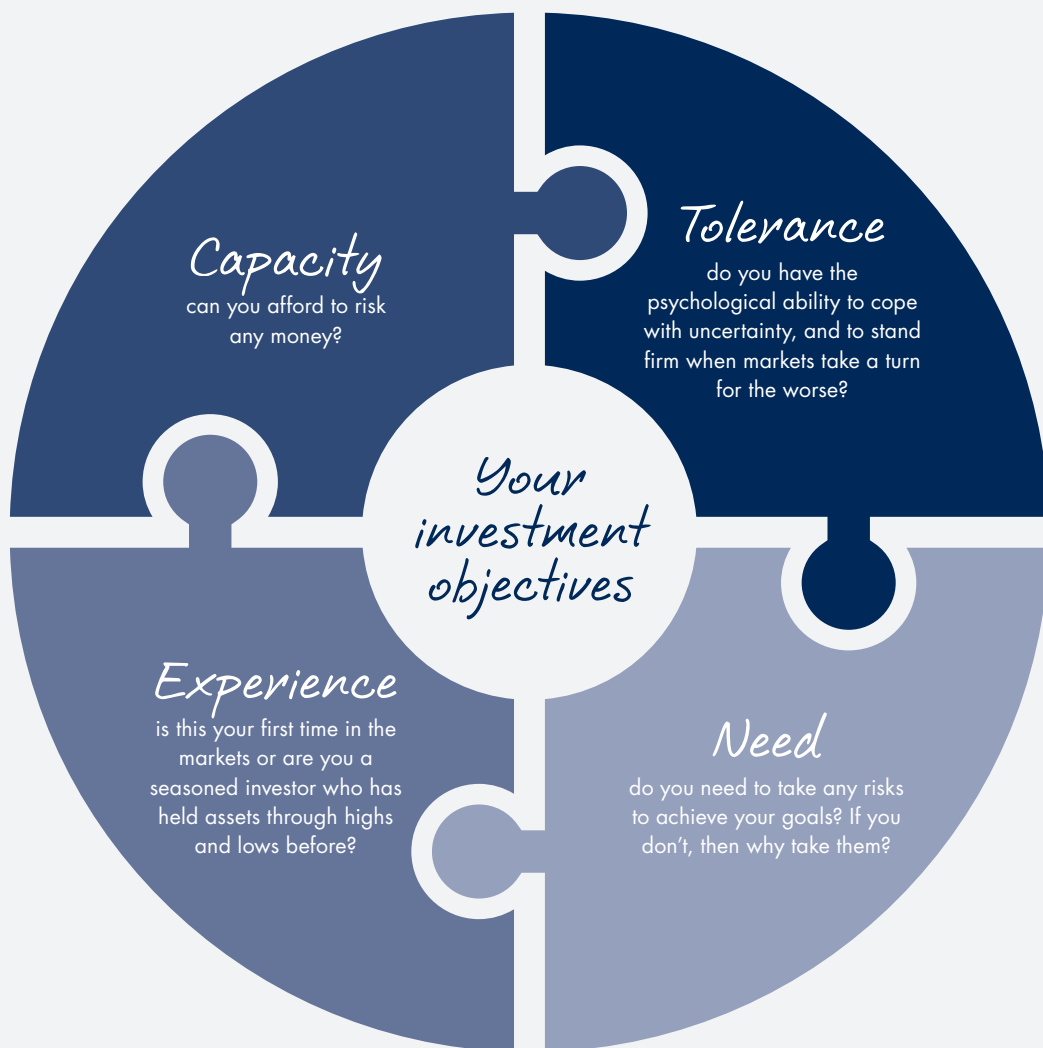 Capacity
can you afford to risk
any money?
Tolerance
do you have the
psychological ability to cope
with uncertainty, and to stand
firm when markets take a turn
for the worse?
Your
investment
objectives
Experience
is this your first time in the
markets or are you a
seasoned investor who has
held assets through highs
and lows before?
Need
do you need to take any risks
to achieve your goals? If you
don’t, then why take them?